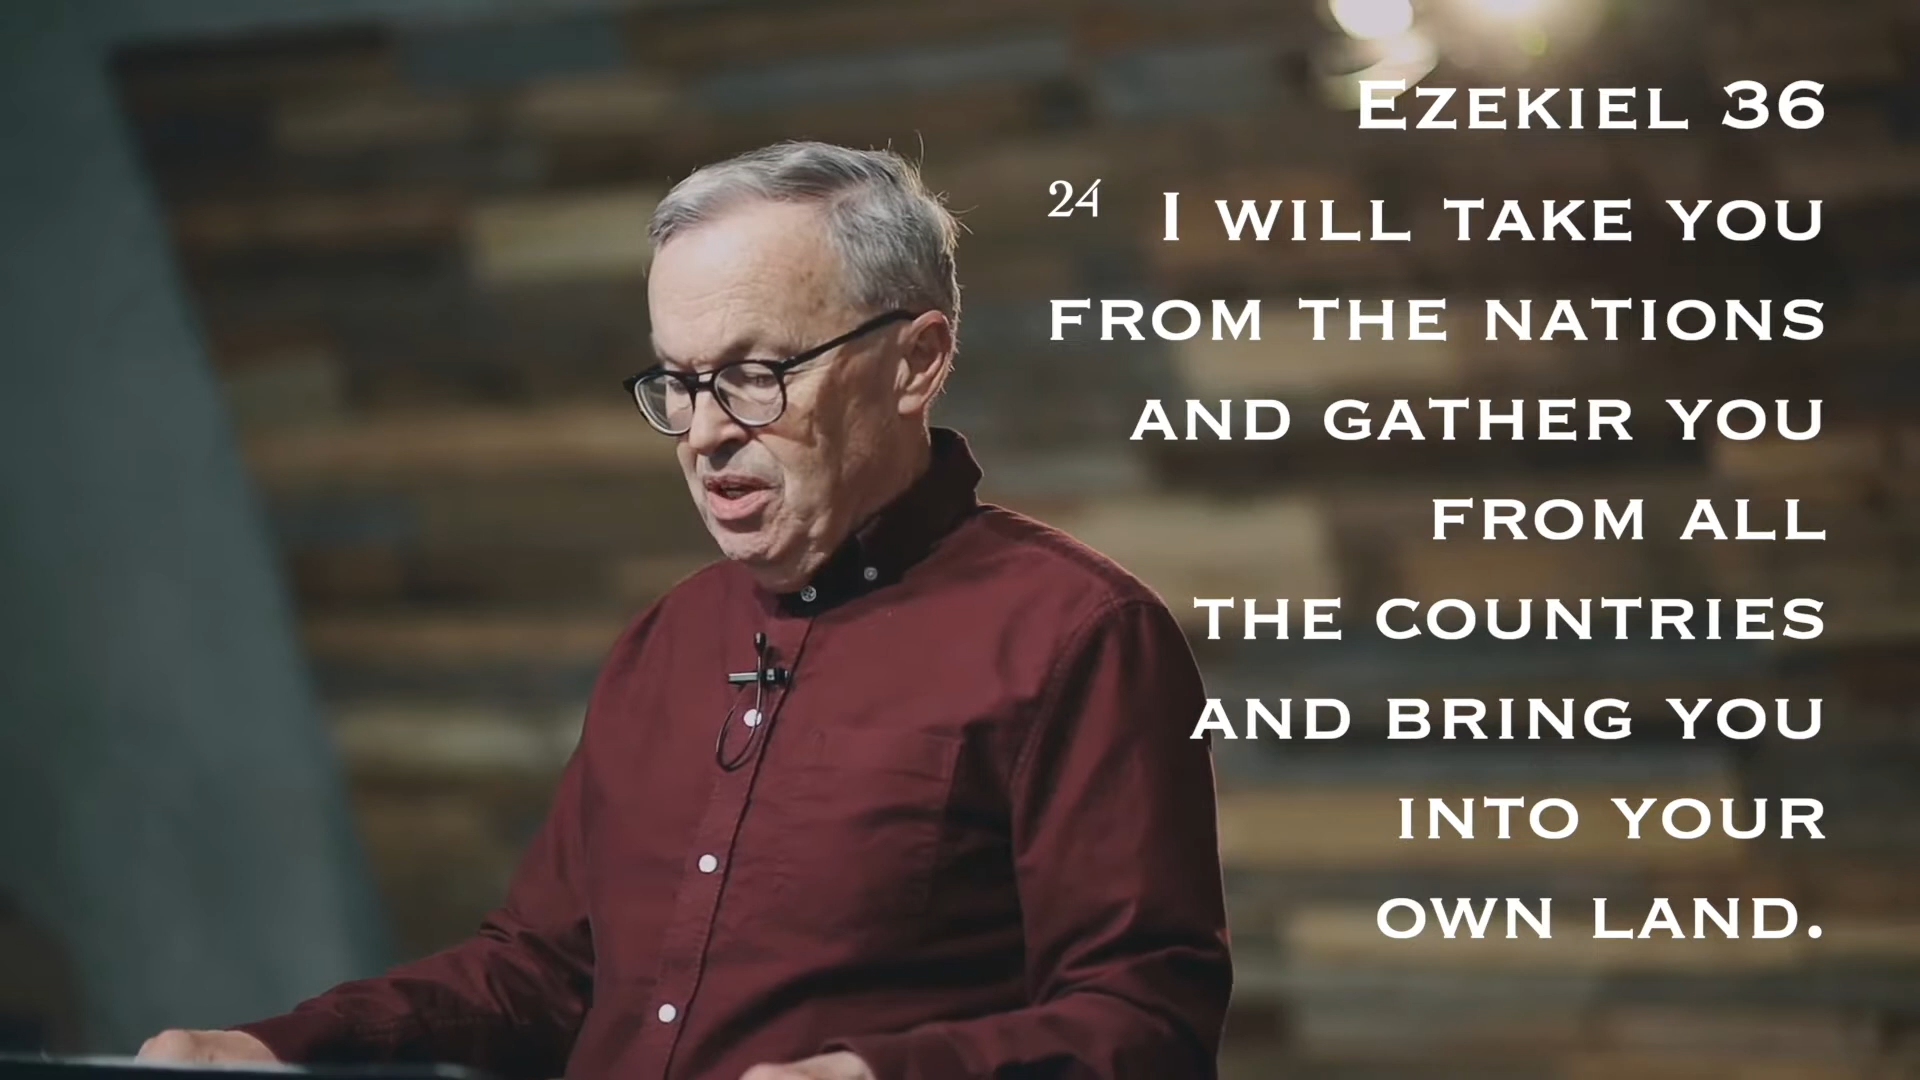 Ezekiel 36
24 I will take you
from the nations
and gather you
from all
the countries
and bring you
into your
own land.